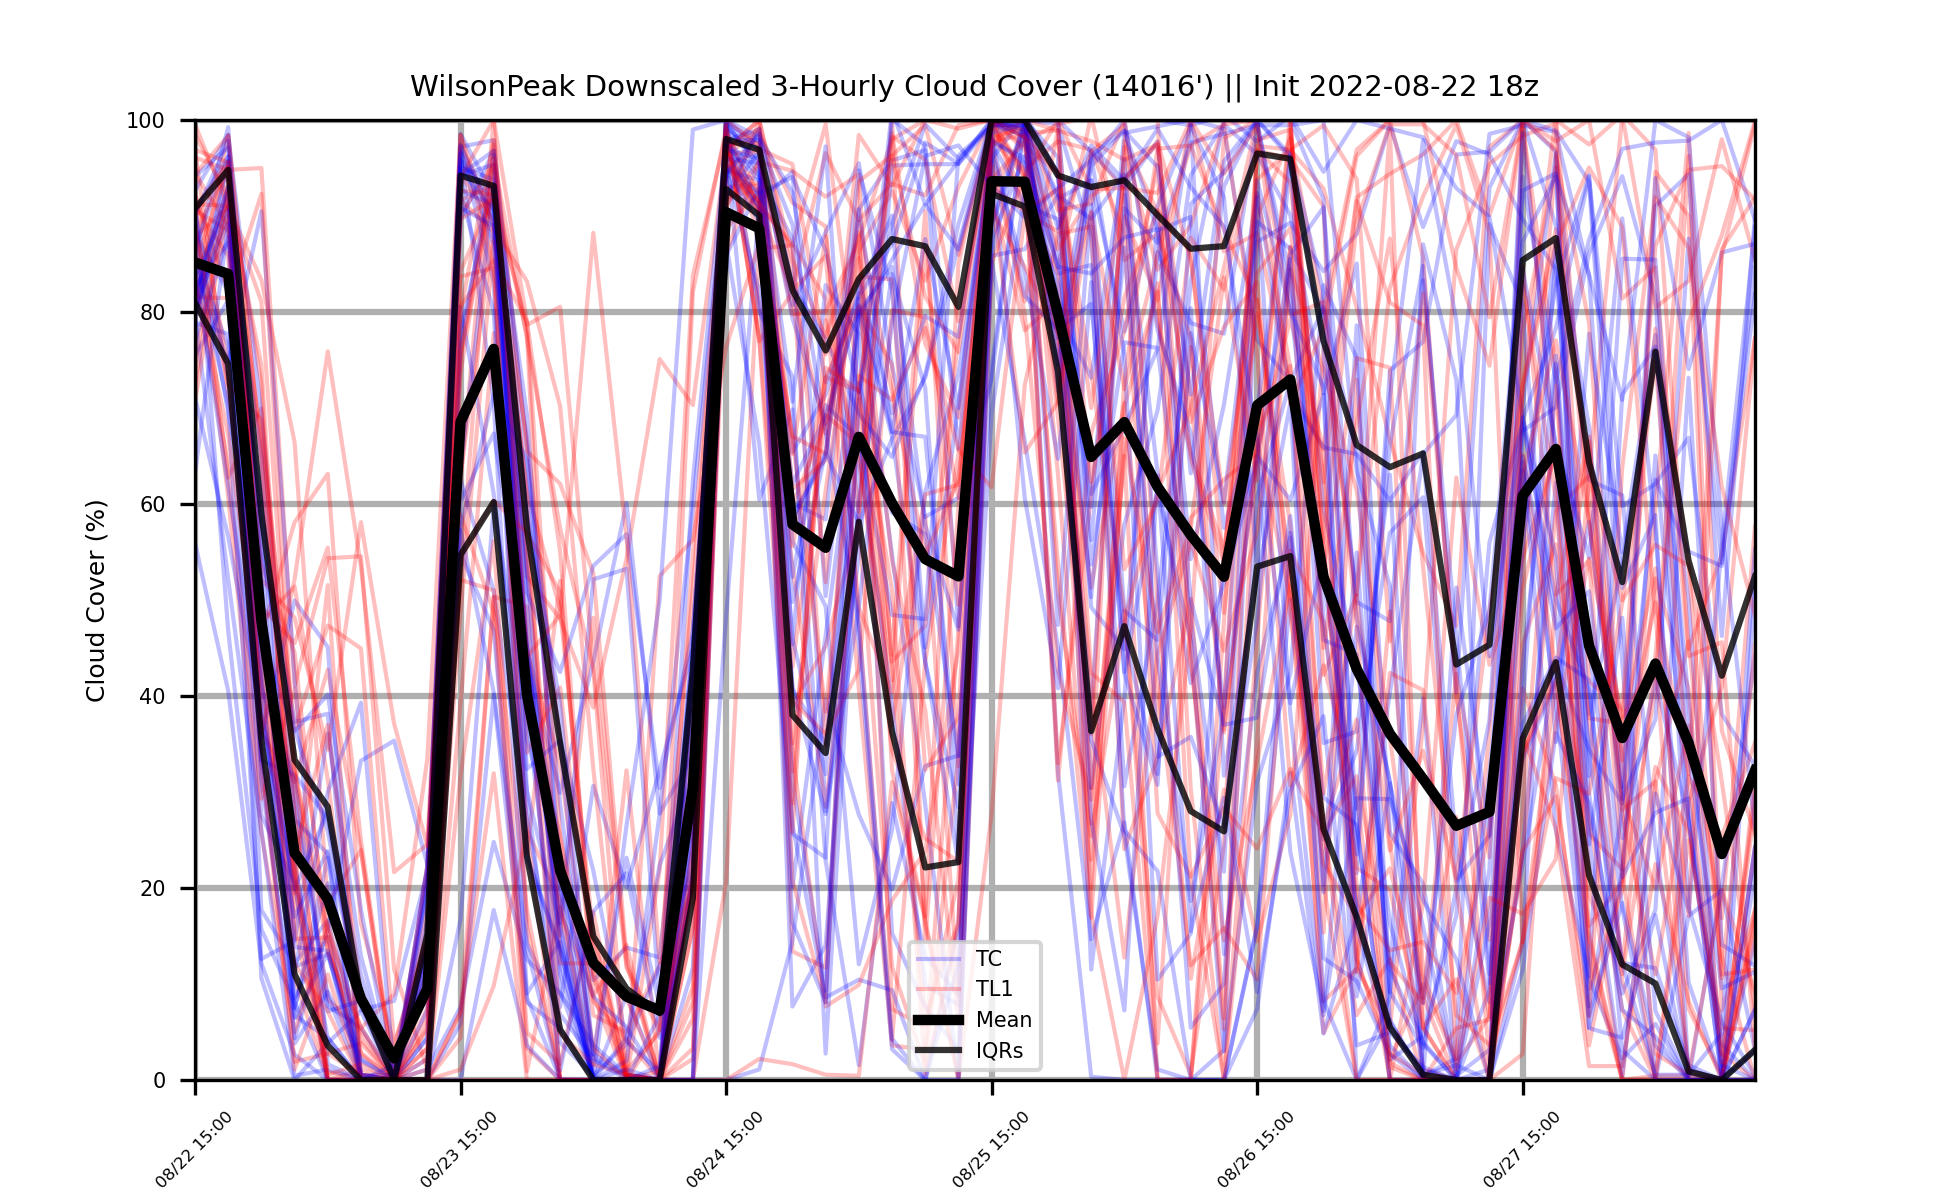 WilsonPeak Downscaled 3-Hourly Cloud Cover (14016') || Init 2022-08-22 18z
Cloud Cover (%)
100
80
60
40
20
0
TC
TL1
Mean
IQRs
08/22 15:00
08/23 15:00
08/24 15:00
08/25 15:00
08/26 15:00
08/27 15:00